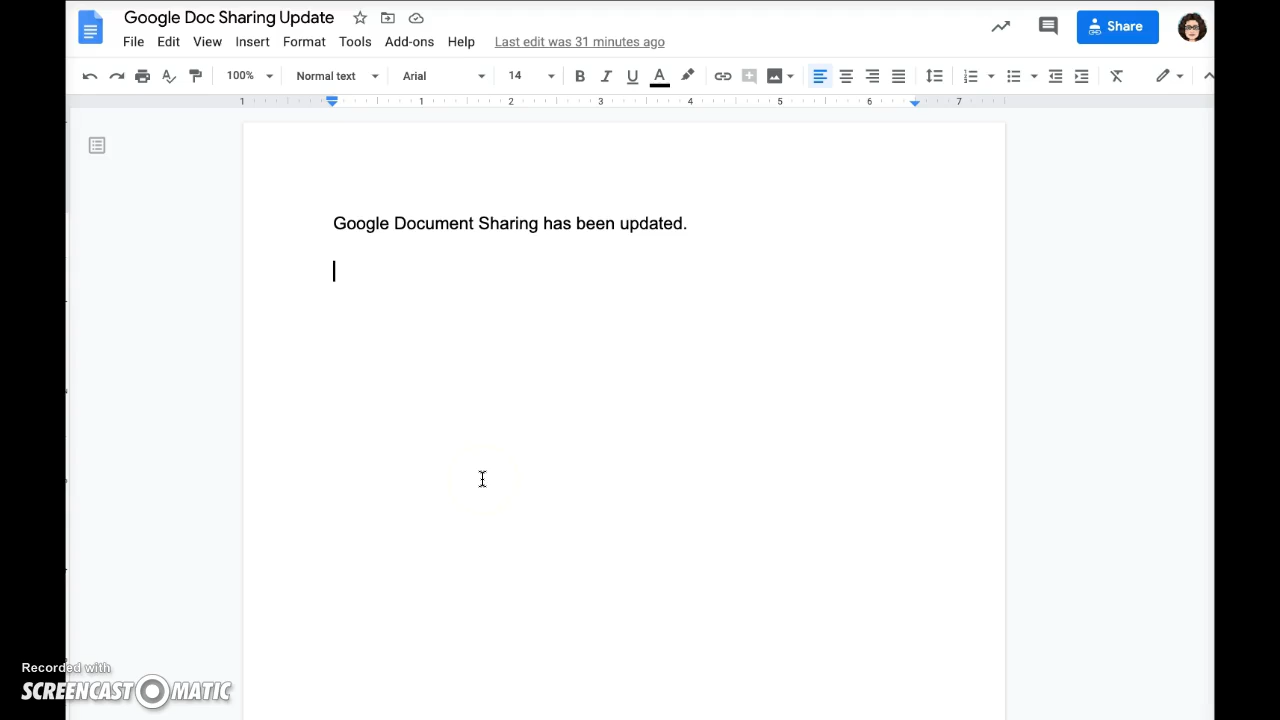 Google Doc Sharing Update
File Edit View Insert Format Tools Add-ons Help Last edit was 31 minutes ago
Share
100% Normal text Arial 14 B I U A
1 1 2 3 4 5 6 7
Google Document Sharing has been updated.
Recorded with
SCREENCAST MATIC